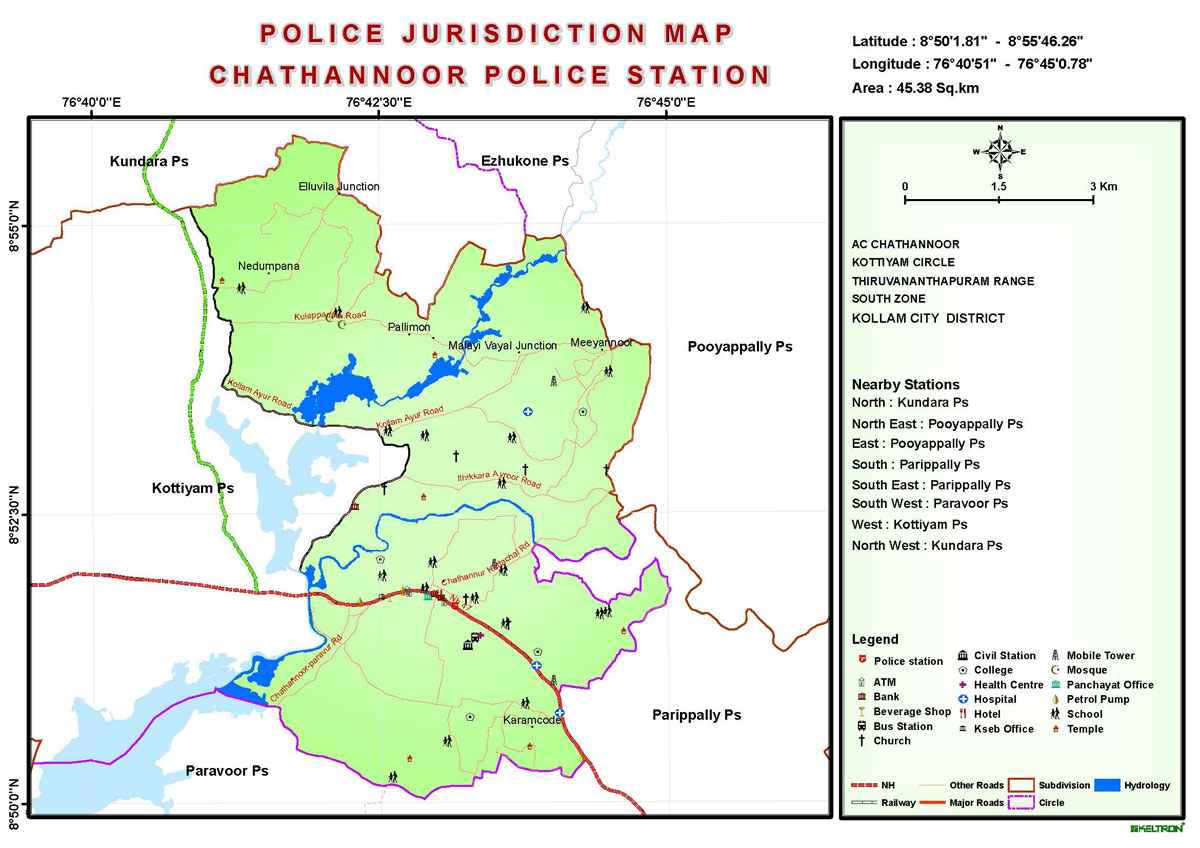 POLICE JURISDICTION MAP
CHATHANNOOR POLICE STATION
Latitude : 8°50'1.81" - 8°55'46.26"
Longitude : 76°40'51" - 76°45'0.78"
Area : 45.38 Sq.km
76°40'0"E
76°42'30"E
76°45'0"E
8°55'0"N
8°52'30"N
8°50'0"N
Kundara Ps
Ezhukone Ps
Elluvila Junction
Nedumpana
Pallimon
Malayi Vayal Junction
Meeyannoor
Pooyappally Ps
Kollam Ayur Road
Kollam Ayur Road
Kottiyam Ps
NH 47
Chathannoor-paravur Rd
Karamcode
Parippally Ps
Paravoor Ps
N
W
E
S
0
1.5
3 Km
AC CHATHANNOOR
KOTTIYAM CIRCLE
THIRUVANANTHAPURAM RANGE
SOUTH ZONE
KOLLAM CITY DISTRICT
Nearby Stations
North : Kundara Ps
North East : Pooyappally Ps
East : Pooyappally Ps
South : Parippally Ps
South East : Parippally Ps
South West : Paravoor Ps
West : Kottiyam Ps
North West : Kundara Ps
Legend
Police station
ATM
Bank
Beverage Shop
Bus Station
Church
Civil Station
College
Health Centre
Hospital
Hotel
Kseb Office
Mobile Tower
Mosque
Panchayat Office
Petrol Pump
School
Temple
NH
Other Roads
Subdivision
Hydrology
Railway
Major Roads
Circle
KELTRON